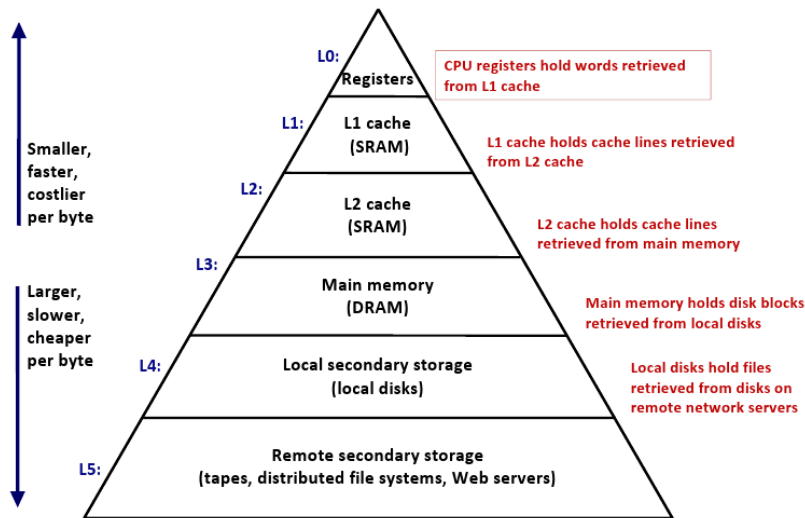 L0:
Registers
CPU registers hold words retrieved
from L1 cache
L1:
L1 cache
(SRAM)
L1 cache holds cache lines retrieved
from L2 cache
Smaller,
faster,
costlier
per byte
L2:
L2 cache
(SRAM)
L2 cache holds cache lines
retrieved from main memory
L3:
Main memory
(DRAM)
Main memory holds disk blocks
retrieved from local disks
Larger,
slower,
cheaper
per byte
L4:
Local secondary storage
(local disks)
Local disks hold files
retrieved from disks on
remote network servers
L5:
Remote secondary storage
(tapes, distributed file systems, Web servers)